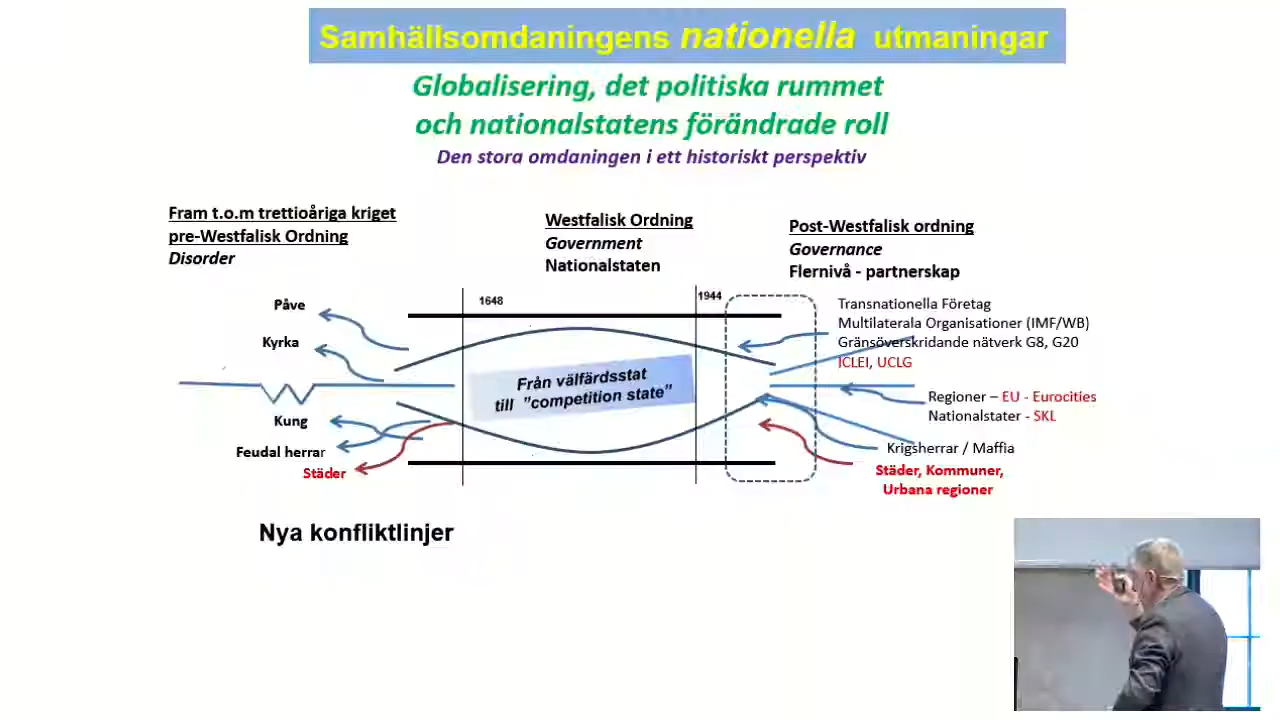 Samhällsomdaningens nationella utmaningar
Globalisering, det politiska rummet
och nationalstatens förändrade roll
Den stora omdaningen i ett historiskt perspektiv
Fram t.o.m trettioåriga kriget
pre-Westfalisk Ordning
Disorder
Westfalisk Ordning
Government
Nationalstaten
Post-Westfalisk ordning
Governance
Flernivå - partnerskap
1648
1944
Påve
Kyrka
Kung
Feudal herrar
Städer
Från välfärdsstat
till ”competition state”
Transnationella Företag
Multilaterala Organisationer (IMF/WB)
Gränsöverskridande nätverk G8, G20
ICLEI, UCLG
Regioner – EU - Eurocities
Nationalstater - SKL
Krigsherrar / Maffia
Städer, Kommuner,
Urbana regioner
Nya konfliktlinjer